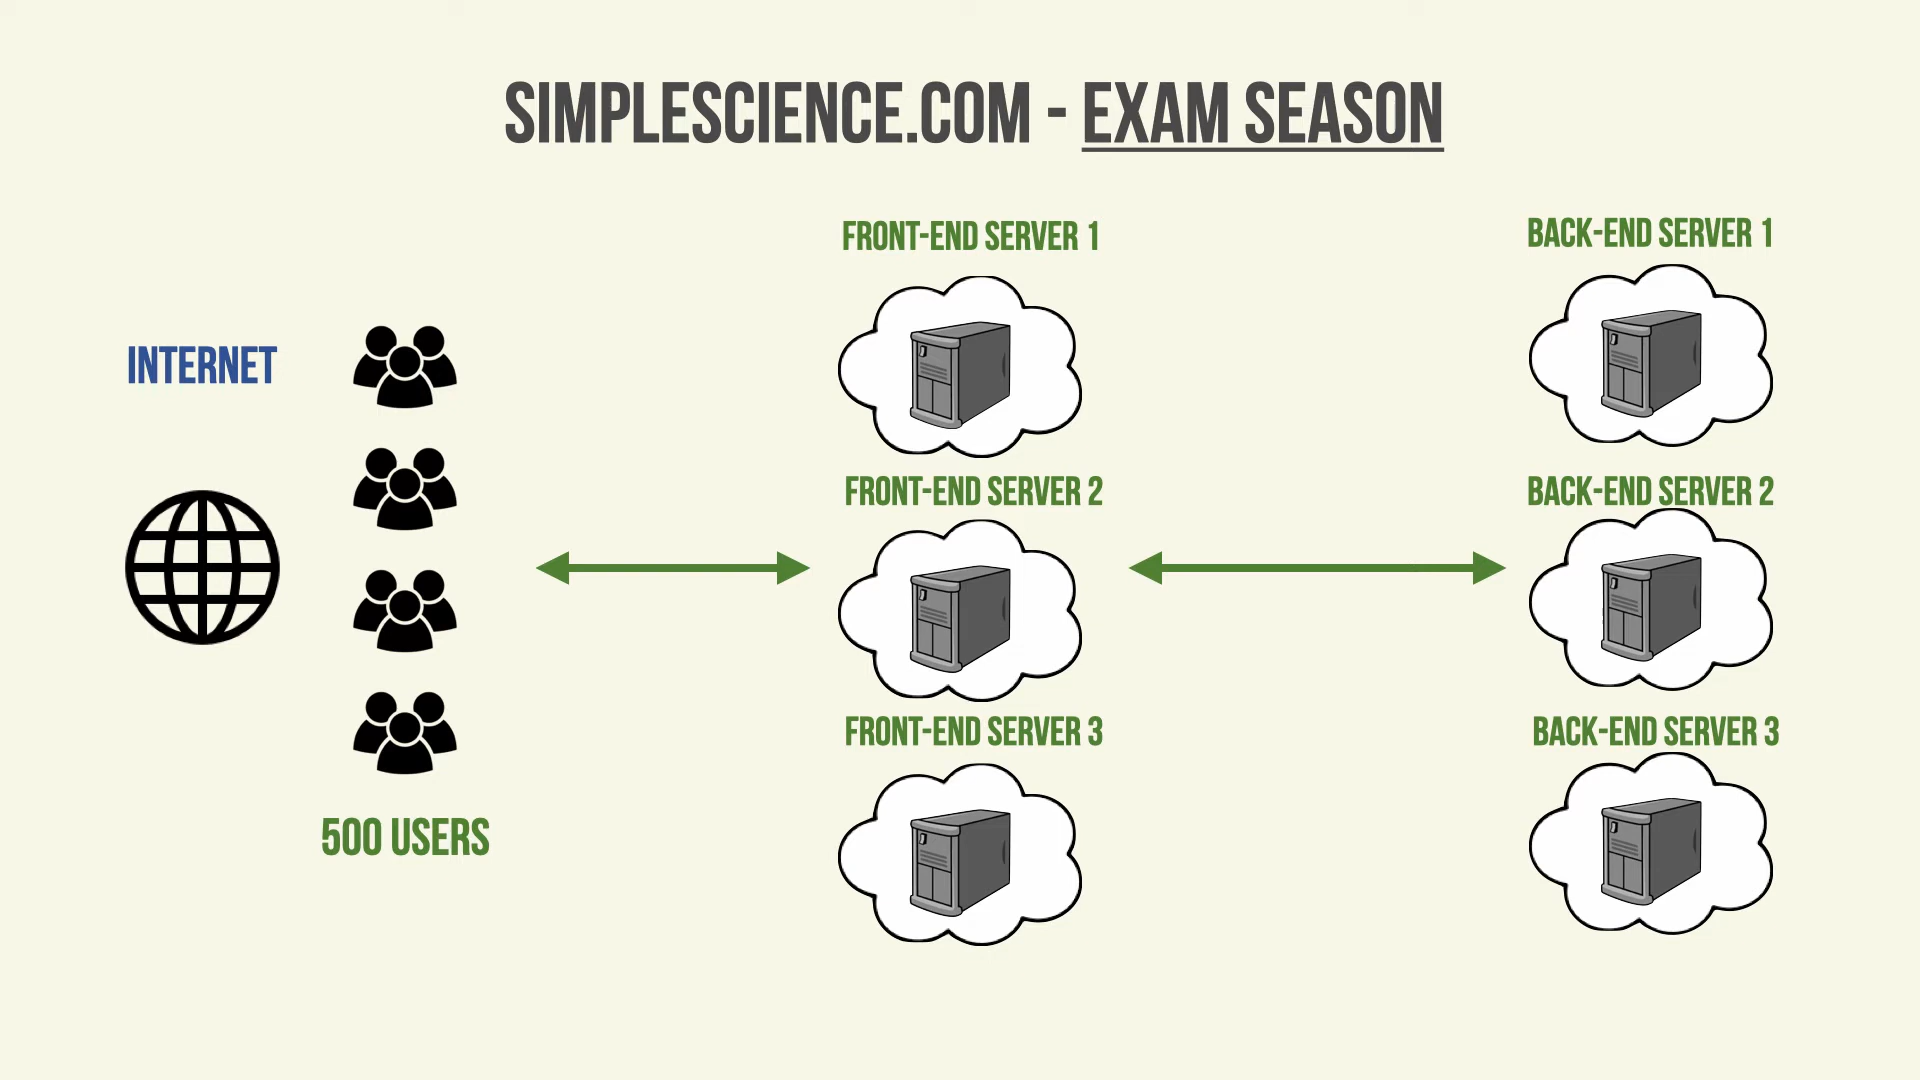 SIMPLESCIENCE.COM - EXAM SEASON
FRONT-END SERVER 1
BACK-END SERVER 1
INTERNET
FRONT-END SERVER 2
BACK-END SERVER 2
FRONT-END SERVER 3
BACK-END SERVER 3
500 USERS